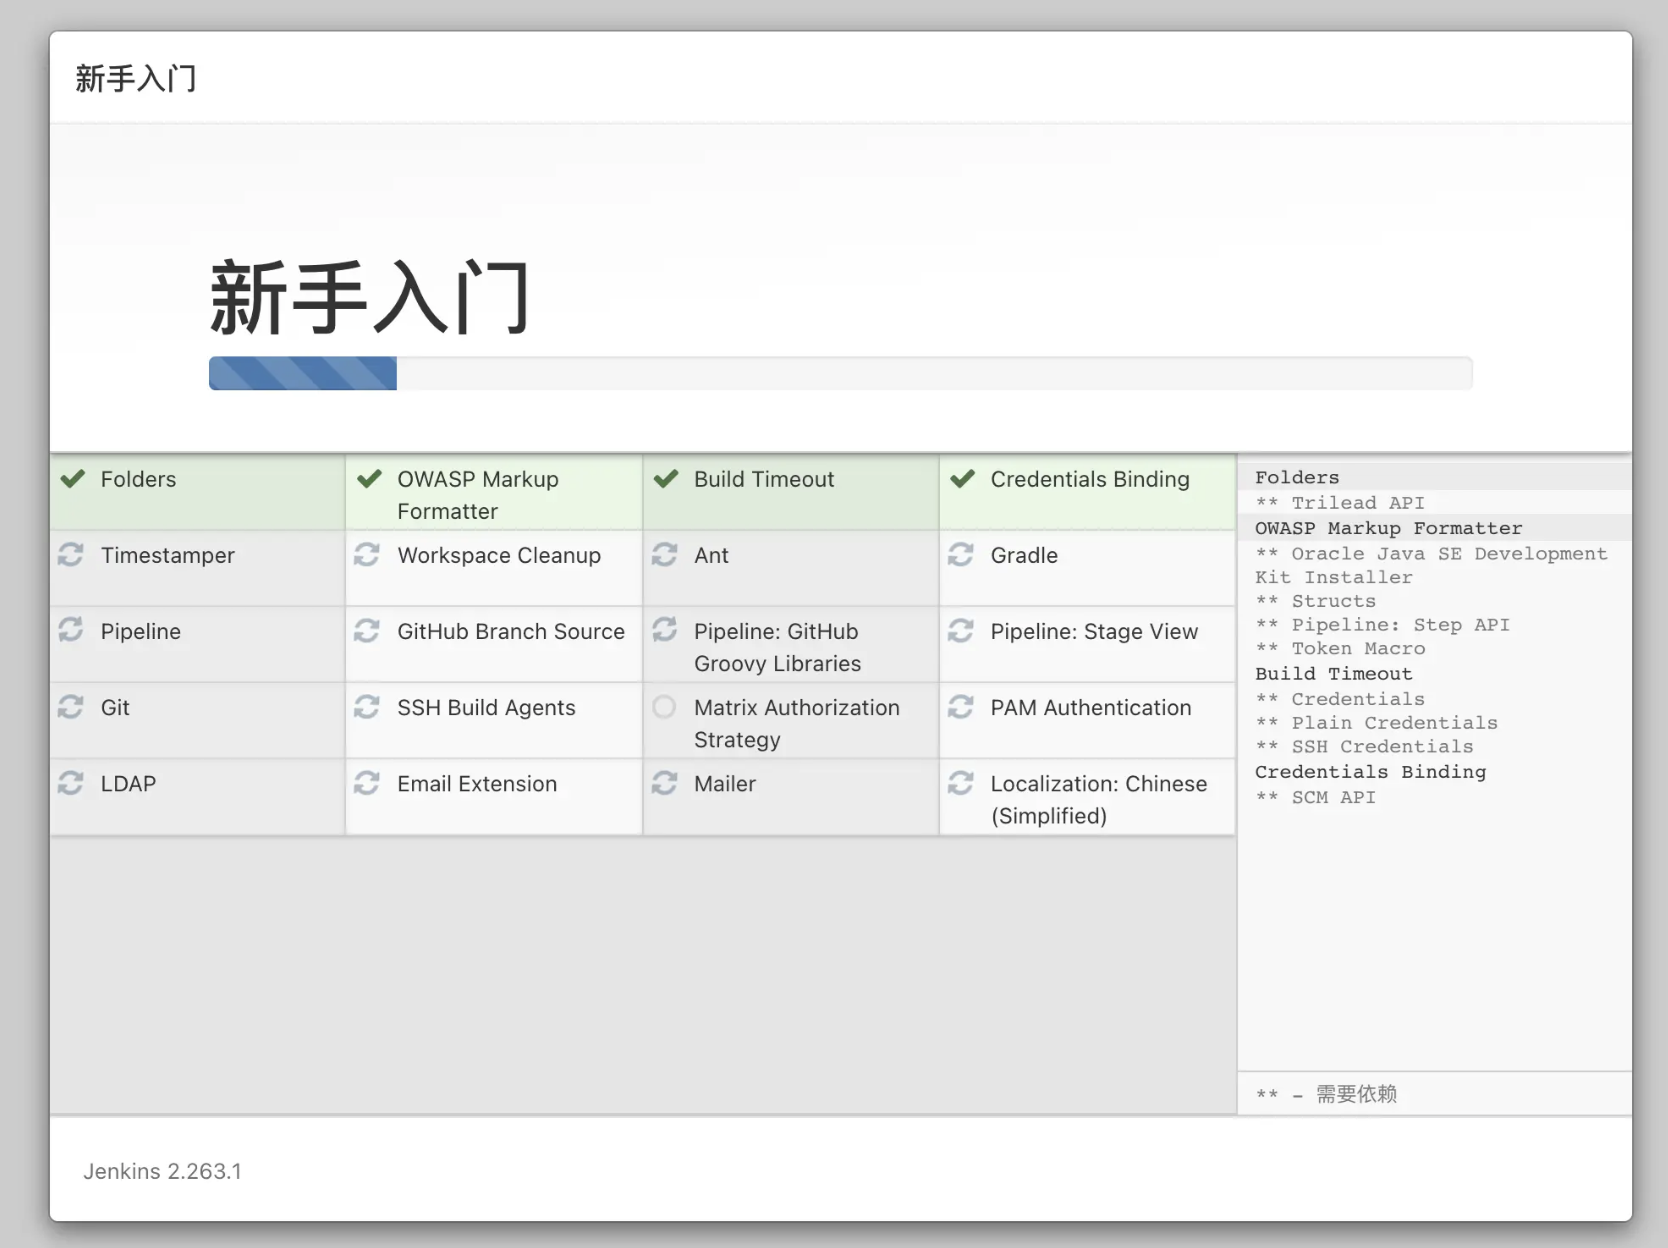 新手入门
新手入门
Folders
OWASP Markup
Formatter
Build Timeout
Credentials Binding
Timestamper
Workspace Cleanup
Ant
Gradle
Pipeline
GitHub Branch Source
Pipeline: GitHub
Groovy Libraries
Pipeline: Stage View
Git
SSH Build Agents
Matrix Authorization
Strategy
PAM Authentication
LDAP
Email Extension
Mailer
Localization: Chinese
(Simplified)
Folders
** Trilead API
OWASP Markup Formatter
** Oracle Java SE Development
Kit Installer
** Structs
** Pipeline: Step API
** Token Macro
Build Timeout
** Credentials
** Plain Credentials
** SSH Credentials
Credentials Binding
** SCM API
** – 需要依赖
Jenkins 2.263.1